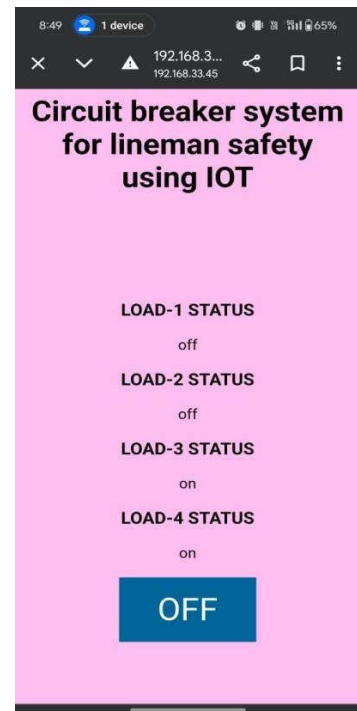 8:49 1 device 65%
192.168.3...
192.168.33.45
Circuit breaker system
for lineman safety
using IOT
LOAD-1 STATUS
off
LOAD-2 STATUS
off
LOAD-3 STATUS
on
LOAD-4 STATUS
on
OFF